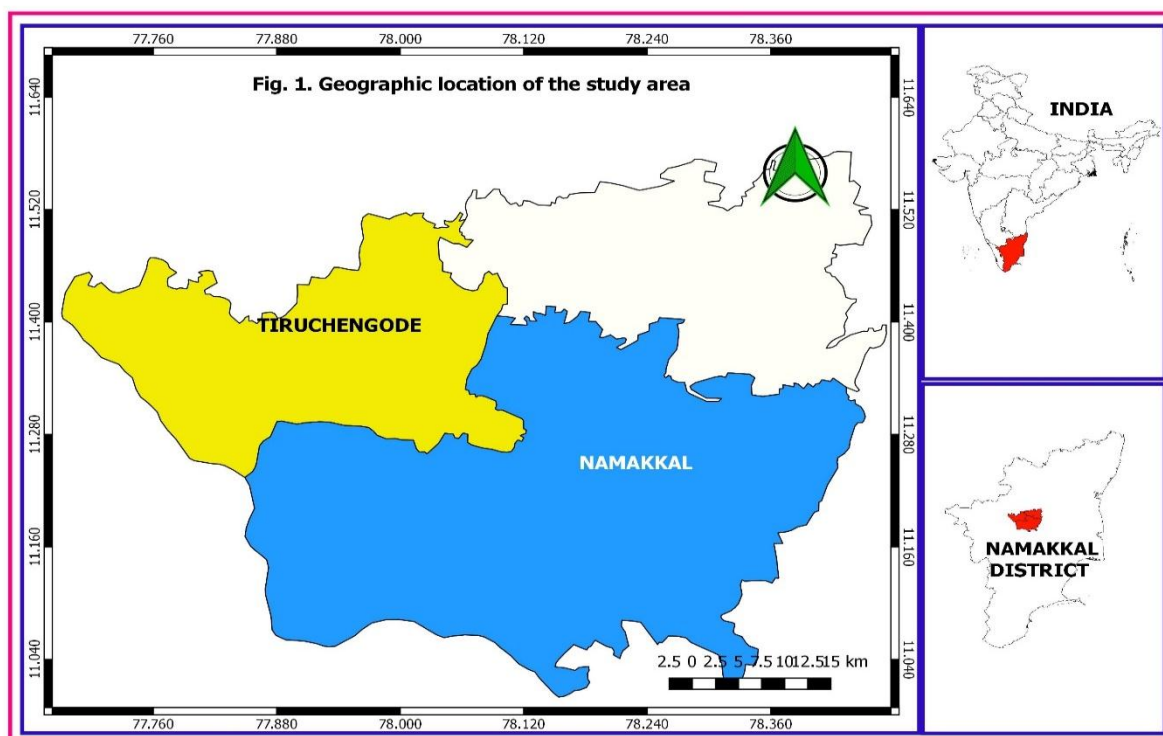 77.760 77.880 78.000 78.120 78.240 78.360
Fig. 1. Geographic location of the study area
11.640
11.520
11.400
11.280
11.160
11.040
11.640
11.520
11.400
11.280
11.160
11.040
TIRUCHENGODE
NAMAKKAL
2.5 0 2.5 5 7.5 10 12.5 15 km
77.760 77.880 78.000 78.120 78.240 78.360
INDIA
NAMAKKAL
DISTRICT